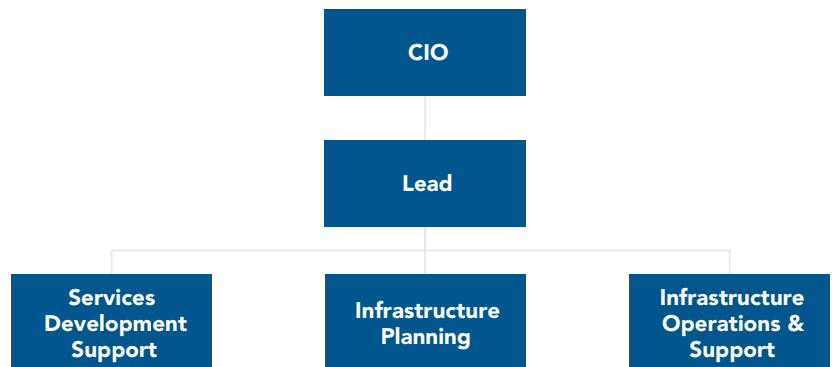 CIO
Lead
Services
Development
Support
Infrastructure
Planning
Infrastructure
Operations &
Support